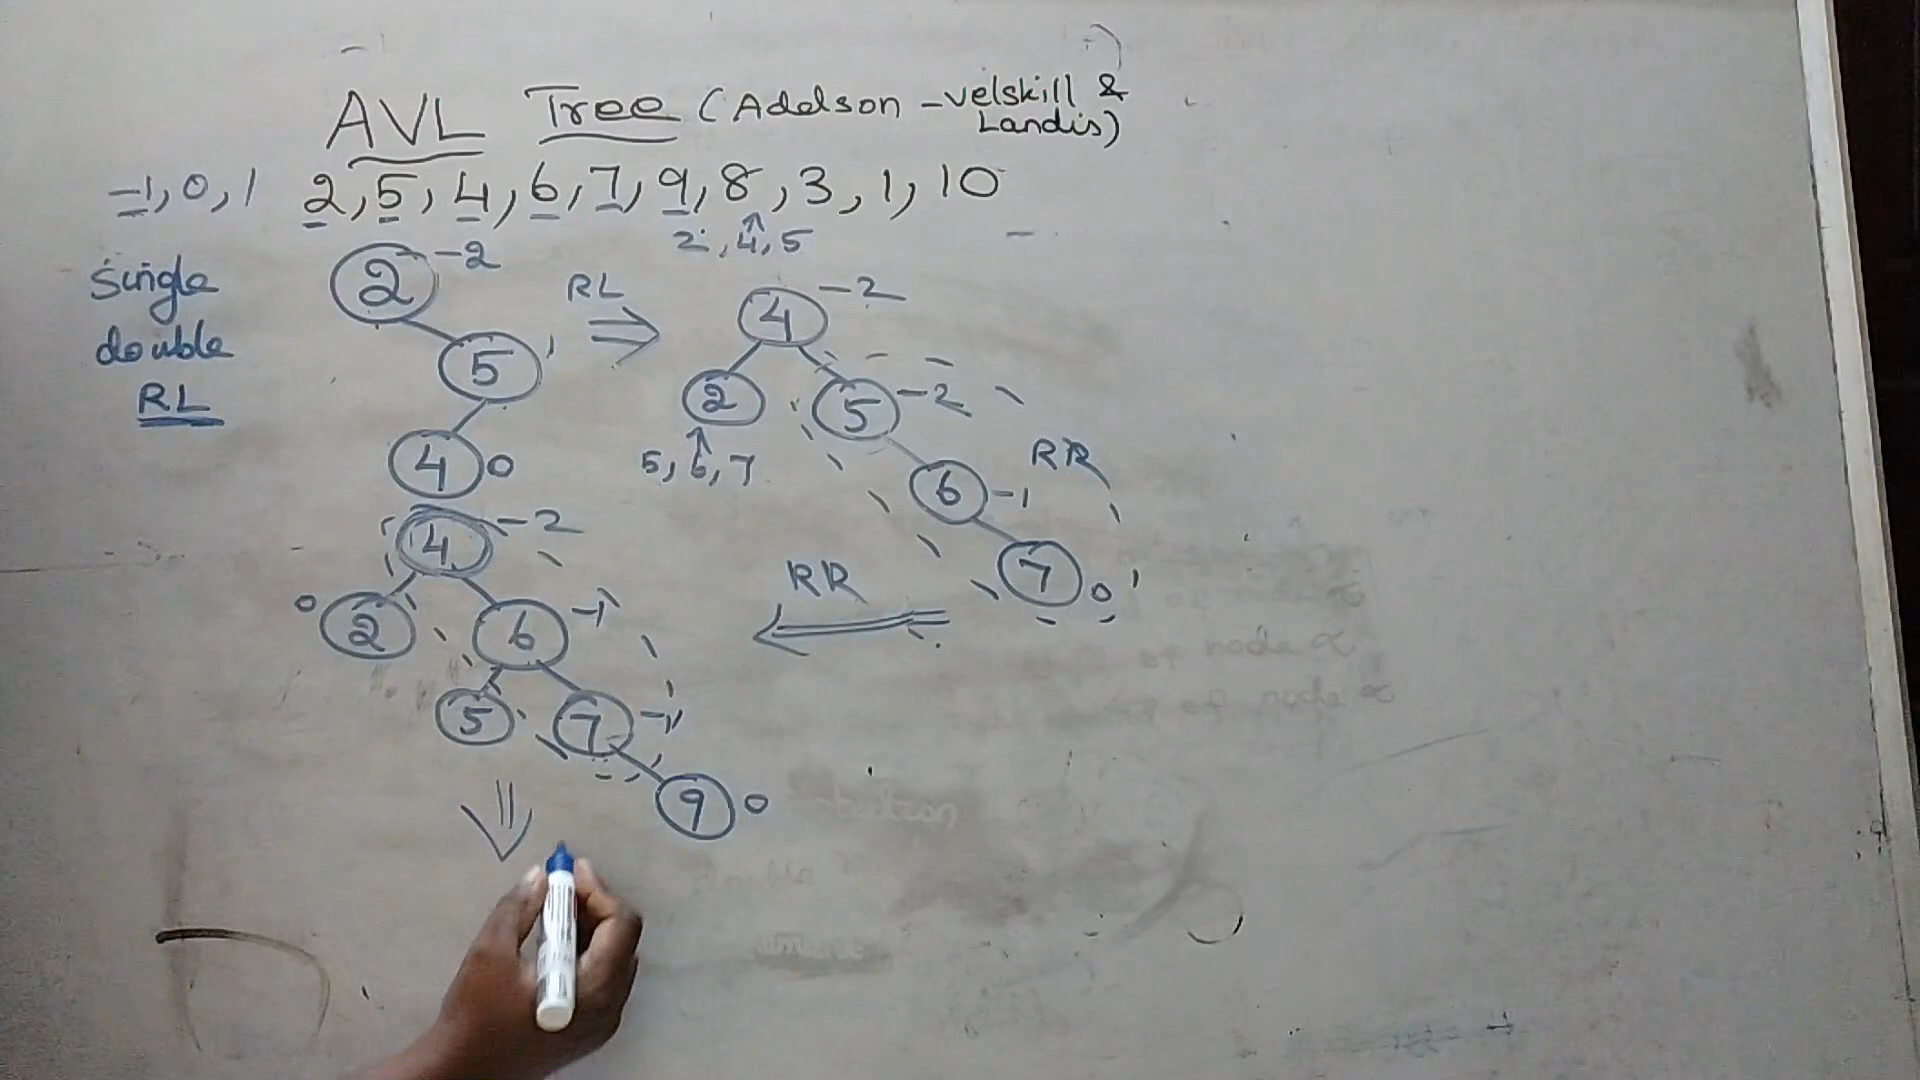 AVL Tree (Adelson - Velskill &
Landis)
-1, 0, 1
2, 5, 4, 6, 7, 9, 8, 3, 1, 10
2, 4, 5
Single
double
RL
2 -2
5 1
4 0
RL
4 -2
2
5 -2
6 -1
7 0
5, 6, 7
RR
RR
4 -2
0 2
6 -1
5
7 -1
9 0